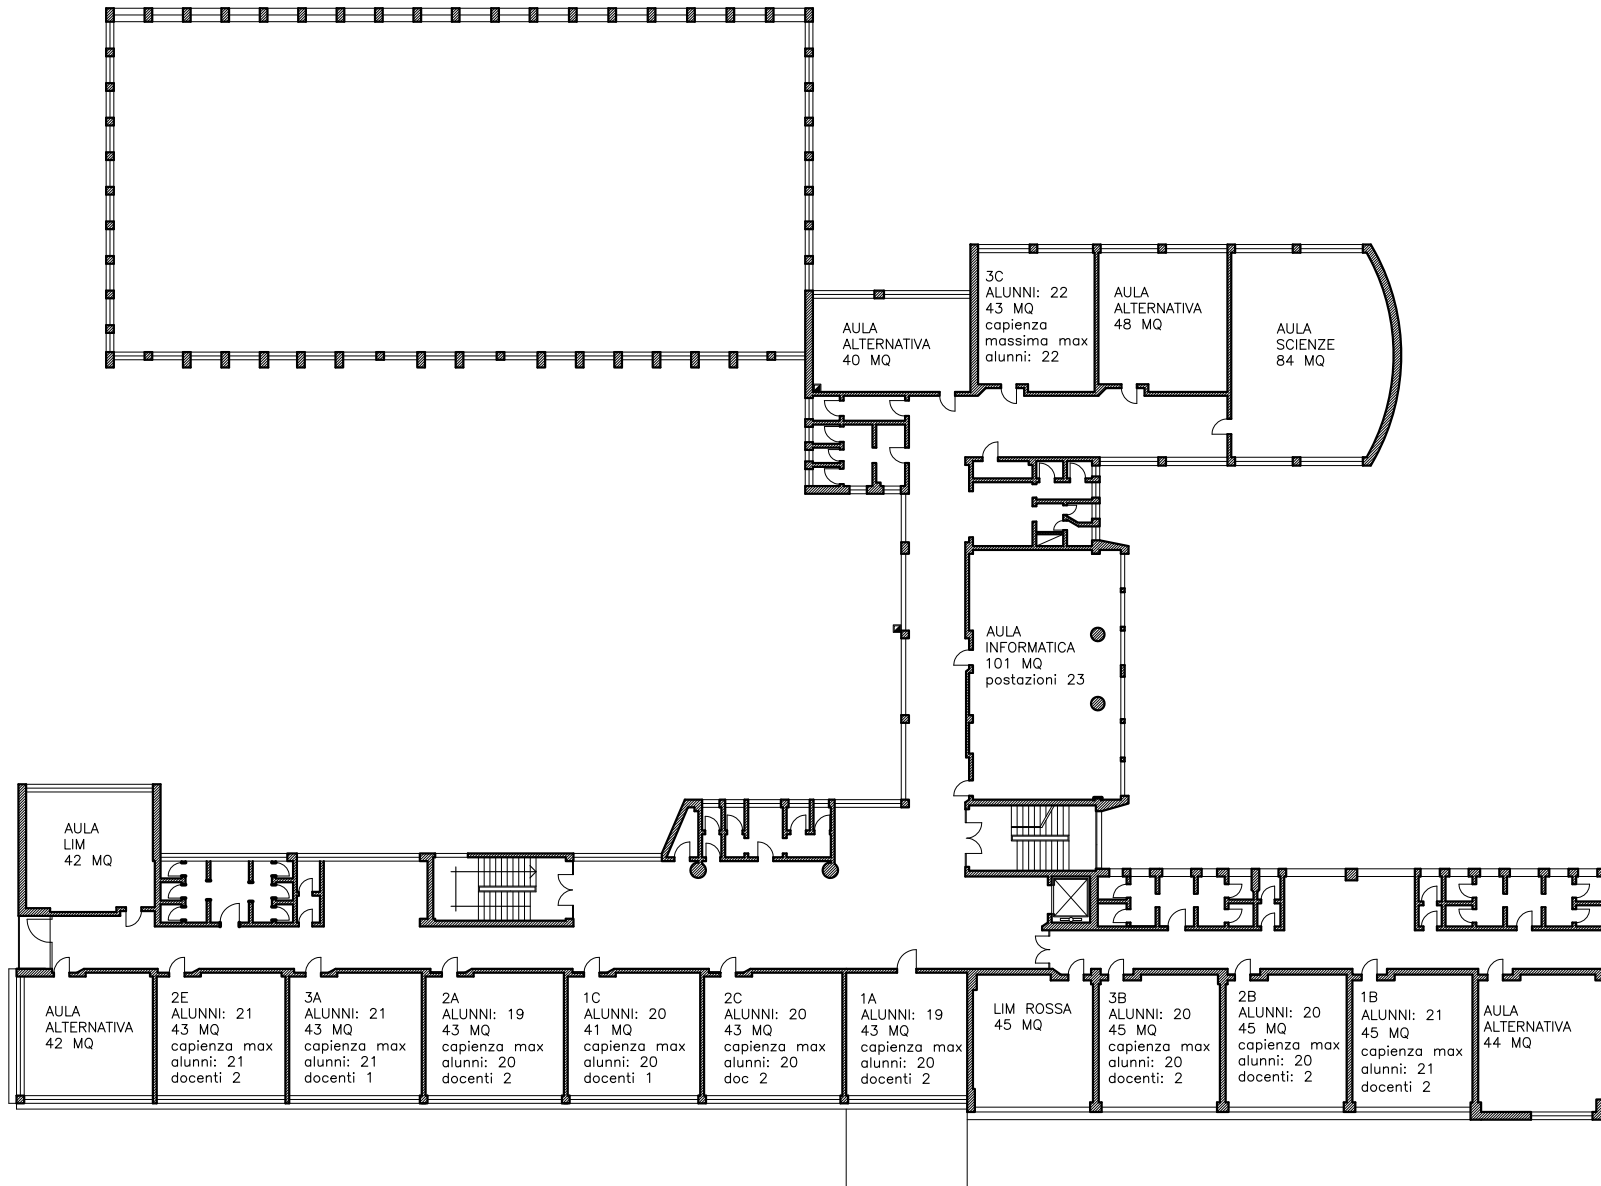 3C
ALUNNI: 22
43 MQ
capienza
massima max
alunni: 22
AULA
ALTERNATIVA
48 MQ
AULA
ALTERNATIVA
40 MQ
AULA
SCIENZE
84 MQ
AULA
INFORMATICA
101 MQ
postazioni 23
AULA
LIM
42 MQ
AULA
ALTERNATIVA
42 MQ
2E
ALUNNI: 21
43 MQ
capienza max
alunni: 21
docenti 2
3A
ALUNNI: 21
43 MQ
capienza max
alunni: 21
docenti 1
2A
ALUNNI: 19
43 MQ
capienza max
alunni: 20
docenti 2
1C
ALUNNI: 20
41 MQ
capienza max
alunni: 20
docenti 1
2C
ALUNNI: 20
43 MQ
capienza max
alunni: 20
doc 2
1A
ALUNNI: 19
43 MQ
capienza max
alunni: 20
docenti 2
LIM ROSSA
45 MQ
3B
ALUNNI: 20
45 MQ
capienza max
alunni: 20
docenti: 2
2B
ALUNNI: 20
45 MQ
capienza max
alunni: 20
docenti: 2
1B
ALUNNI: 21
45 MQ
capienza max
alunni: 21
docenti 2
AULA
ALTERNATIVA
44 MQ